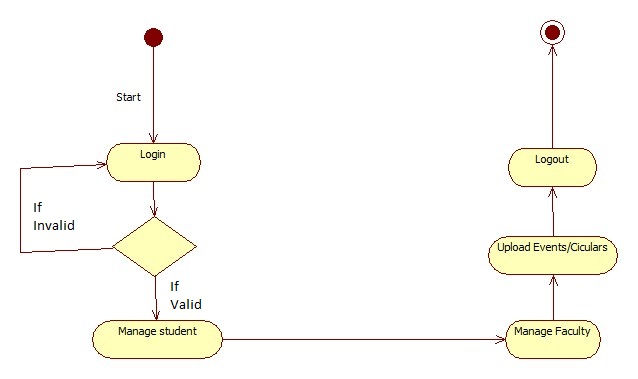 Start
Login
If
Invalid
If
Valid
Manage student
Manage Faculty
Upload Events/Ciculars
Logout